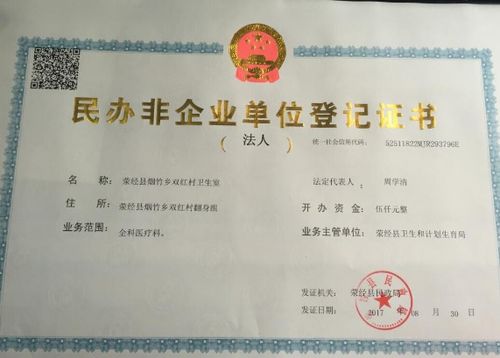 民办非企业单位登记证书
（法人）
统一社会信用代码： 52511822MJR293796E
名称： 荥经县烟竹乡双红村卫生室
法定代表人： 周学清
住所： 荥经县烟竹乡双红村翻身组
开办资金： 伍仟元整
业务范围： 全科医疗科。
业务主管单位： 荥经县卫生和计划生育局
发证机关： 荥经县民政局
发证日期： 2017 年 08 月 30 日